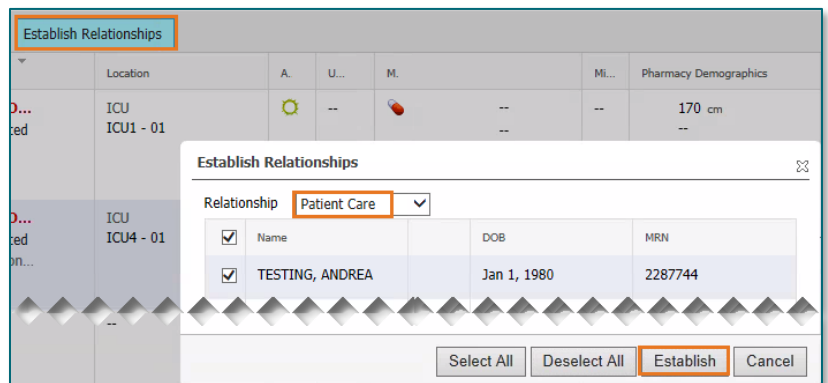 Establish Relationships
Location A. U... M. Mi... Pharmacy Demographics
O... ICU -- -- -- 170 cm
ted ICU1 - 01 -- --
Establish Relationships
Relationship Patient Care
O... ICU
ted ICU4 - 01
on...
Name DOB MRN
TESTING, ANDREA Jan 1, 1980 2287744
--
Select All Deselect All Establish Cancel